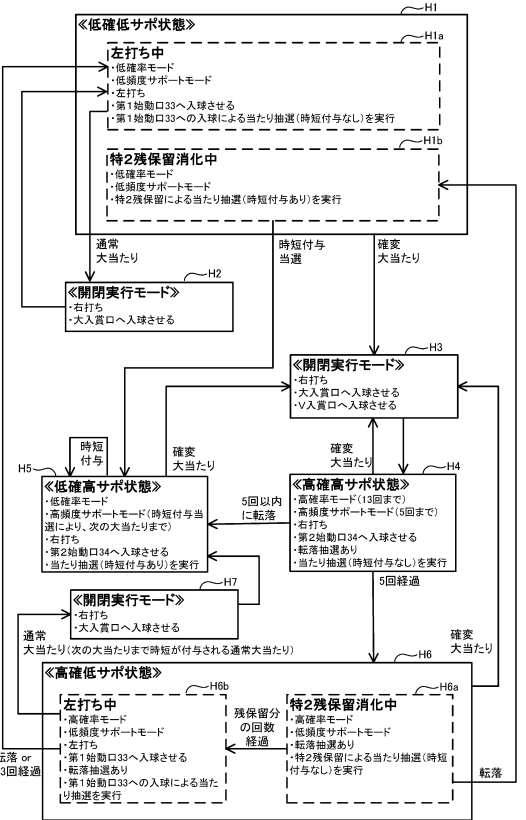 H1
≪低確低サポ状態≫
H1a
左打ち中
・低確率モード
・低頻度サポートモード
・左打ち
・第1始動口33へ入球させる
・第1始動口33への入球による当たり抽選(時短付与なし)を実行
H1b
特2残保留消化中
・低確率モード
・低頻度サポートモード
・特2残保留による当たり抽選(時短付与あり)を実行
通常
大当たり
時短付与
当選
確変
大当たり
H2
≪開閉実行モード≫
・右打ち
・大入賞口へ入球させる
H3
≪開閉実行モード≫
・右打ち
・大入賞口へ入球させる
・V入賞口へ入球させる
時短
付与
確変
大当たり
確変
大当たり
H5
≪低確高サポ状態≫
・低確率モード
・高頻度サポートモード(時短付与当
選により、次の大当たりまで)
・右打ち
・第2始動口34へ入球させる
・当たり抽選(時短付与あり)を実行
5回以内
に転落
H4
≪高確高サポ状態≫
・高確率モード(13回まで)
・高頻度サポートモード(5回まで)
・右打ち
・第2始動口34へ入球させる
・転落抽選あり
・当たり抽選(時短付与なし)を実行
5回経過
H7
≪開閉実行モード≫
・右打ち
・大入賞口へ入球させる
通常
大当たり(次の大当たりまで時短が付与される通常大当たり)
確変
大当たり
H6
≪高確低サポ状態≫
H6b
左打ち中
・高確率モード
・低頻度サポートモード
・左打ち
・第1始動口33へ入球させる
・転落抽選あり
・第1始動口33への入球による当た
り抽選を実行
残保留分
の回数
経過
H6a
特2残保留消化中
・高確率モード
・低頻度サポートモード
・転落抽選あり
・特2残保留による当たり抽選(時短
付与なし)を実行
転落 or
3回経過
転落